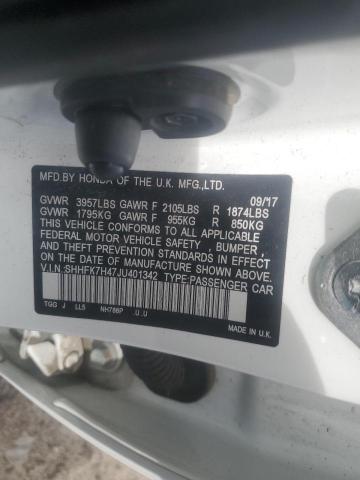 MFD.BY HONDA OF THE U.K. MFG.,LTD.
09/17
GVWR 3957LBS GAWR F 2105LBS R 1874LBS
GVWR 1795KG GAWR F 955KG R 850KG
THIS VEHICLE CONFORMS TO ALL APPLICABLE
FEDERAL MOTOR VEHICLE SAFETY , BUMPER ,
AND THEFT PREVENTION STANDARDS IN EFFECT
ON THE DATE OF MANUFACTURE SHOWN ABOVE.
V.I.N.:SHHFK7H47JU401342 TYPE:PASSENGER CAR
TGG J LL5 NH788P .U.U
MADE IN U.K.